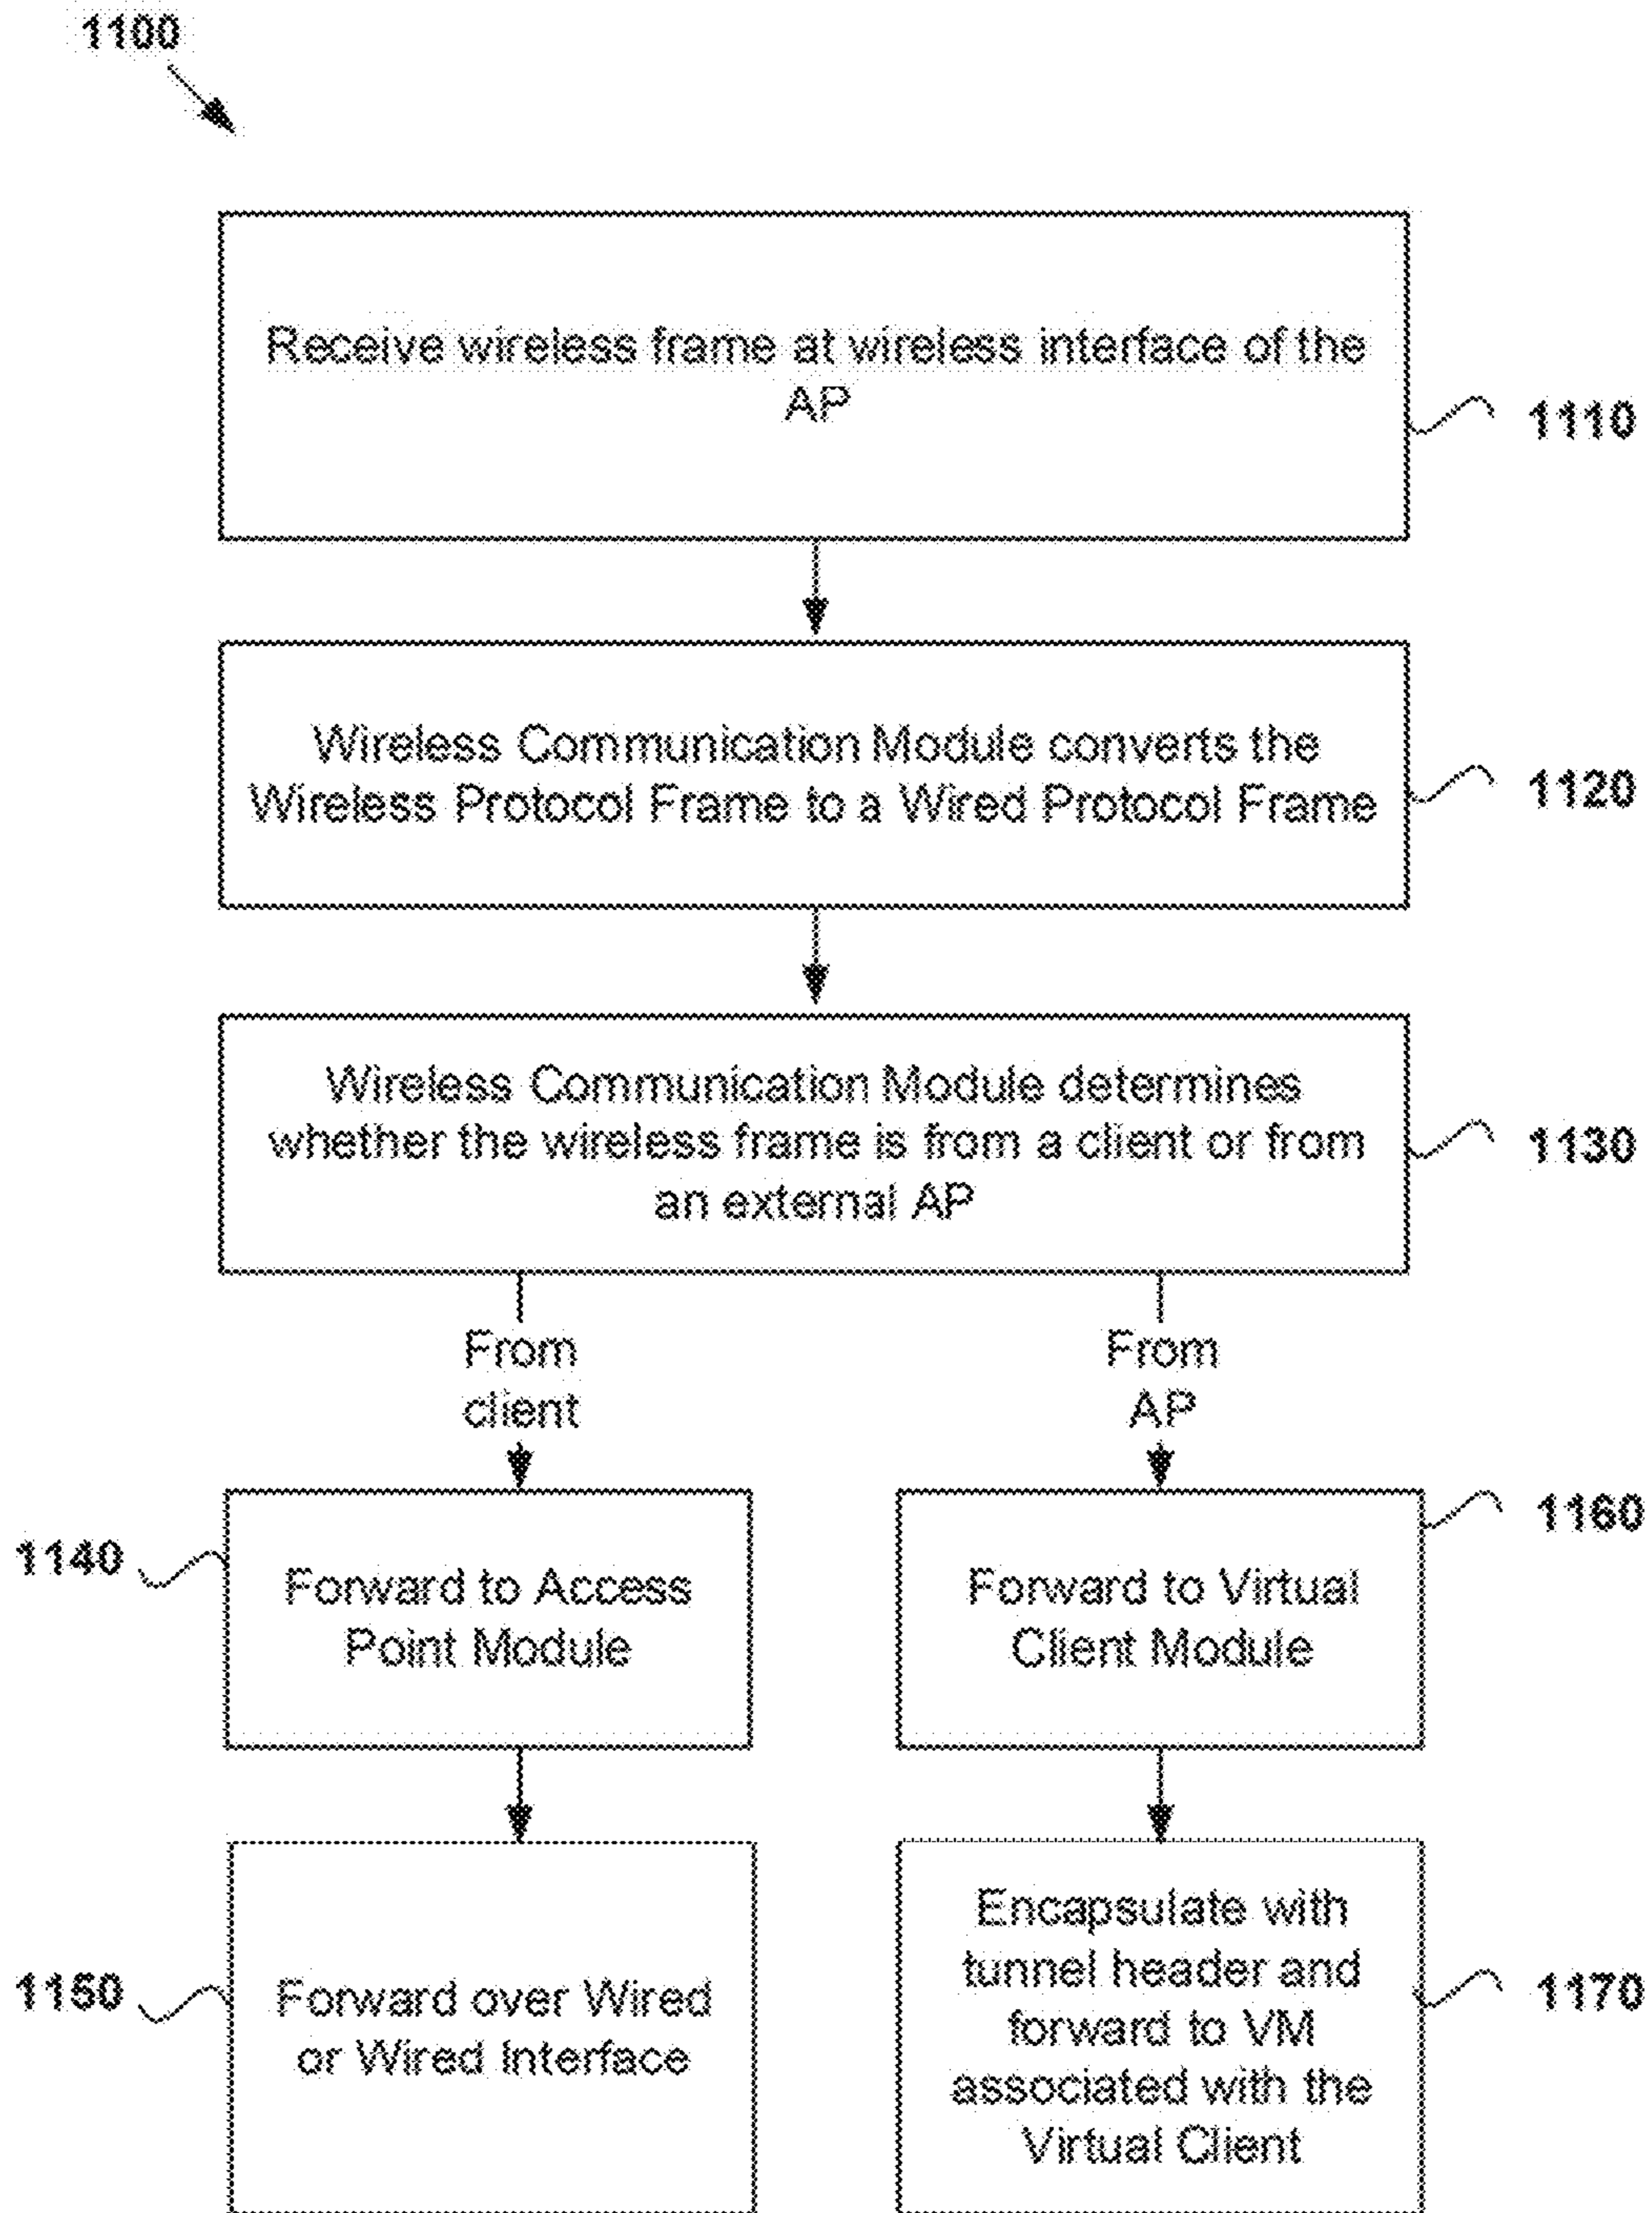 1100
Receive wireless frame at wireless interface of the
AP
1110
Wireless Communication Module converts the
Wireless Protocol Frame to a Wired Protocol Frame
1120
Wireless Communication Module determines
whether the wireless frame is from a client or from
an external AP
1130
From
client
From
AP
1140
Forward to Access
Point Module
Forward to Virtual
Client Module
1160
1150
Forward over Wired
or Wired Interface
Encapsulate with
tunnel header and
forward to VM
associated with the
Virtual Client
1170